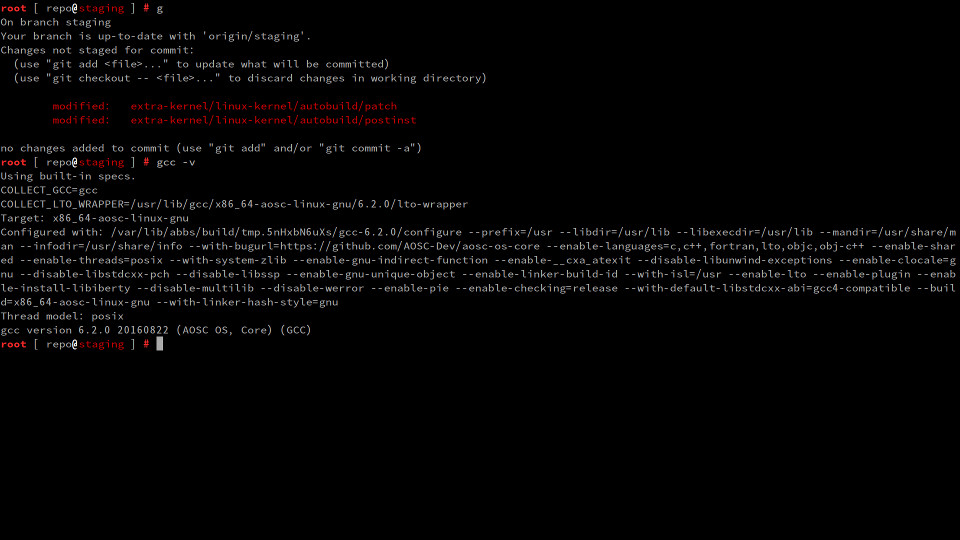 root [ repo@staging ] # g
On branch staging
Your branch is up-to-date with 'origin/staging'.
Changes not staged for commit:
  (use "git add <file>..." to update what will be committed)
  (use "git checkout -- <file>..." to discard changes in working directory)
        modified:   extra-kernel/linux-kernel/autobuild/patch
        modified:   extra-kernel/linux-kernel/autobuild/postinst
no changes added to commit (use "git add" and/or "git commit -a")
root [ repo@staging ] # gcc -v
Using built-in specs.
COLLECT_GCC=gcc
COLLECT_LTO_WRAPPER=/usr/lib/gcc/x86_64-aosc-linux-gnu/6.2.0/lto-wrapper
Target: x86_64-aosc-linux-gnu
Configured with: /var/lib/abbs/build/tmp.5nHxbN6uXs/gcc-6.2.0/configure --prefix=/usr --libdir=/usr/lib --libexecdir=/usr/lib --mandir=/usr/share/m
an --infodir=/usr/share/info --with-bugurl=https://github.com/AOSC-Dev/aosc-os-core --enable-languages=c,c++,fortran,lto,objc,obj-c++ --enable-shar
ed --enable-threads=posix --with-system-zlib --enable-gnu-indirect-function --enable-__cxa_atexit --disable-libunwind-exceptions --enable-clocale=g
nu --disable-libstdcxx-pch --disable-libssp --enable-gnu-unique-object --enable-linker-build-id --with-isl=/usr --enable-lto --enable-plugin --enab
le-install-libiberty --disable-multilib --disable-werror --enable-pie --enable-checking=release --with-default-libstdcxx-abi=gcc4-compatible --buil
d=x86_64-aosc-linux-gnu --with-linker-hash-style=gnu
Thread model: posix
gcc version 6.2.0 20160822 (AOSC OS, Core) (GCC)
root [ repo@staging ] #